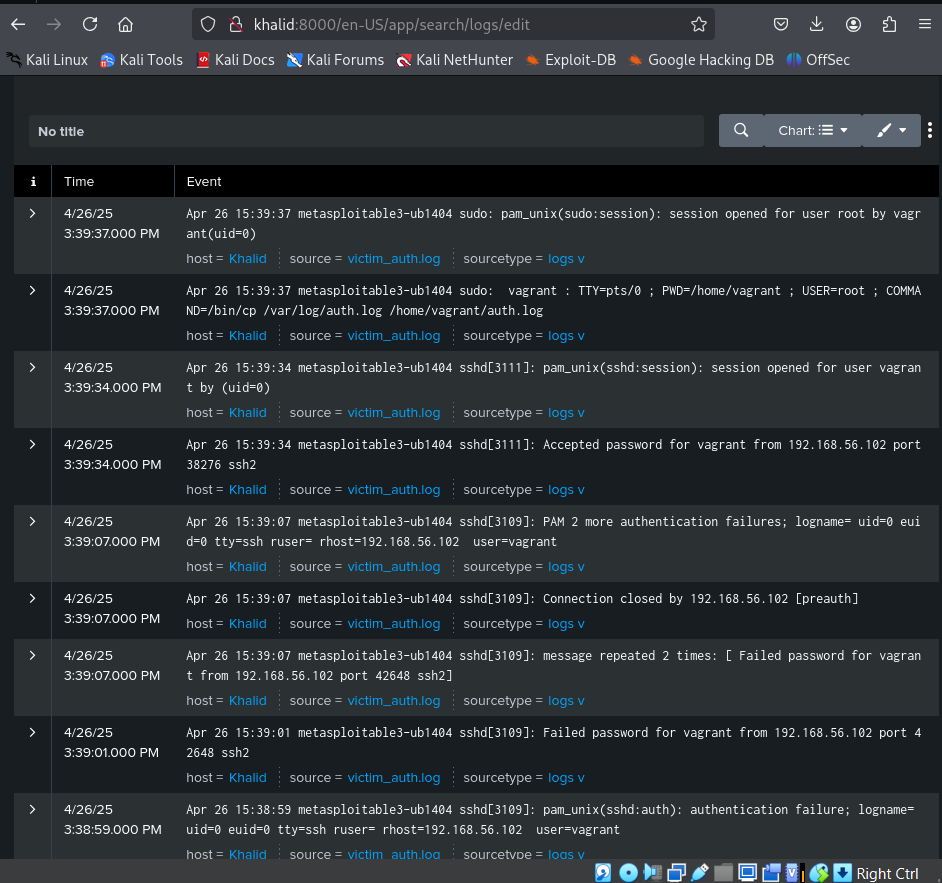 khalid:8000/en-US/app/search/logs/edit
Kali Linux Kali Tools Kali Docs Kali Forums Kali NetHunter Exploit-DB Google Hacking DB OffSec
No title
Chart:
i Time Event
4/26/25 Apr 26 15:39:37 metasploitable3-ub1404 sudo: pam_unix(sudo:session): session opened for user root by vagr
3:39:37.000 PM ant(uid=0)
host = Khalid source = victim_auth.log sourcetype = logs v
4/26/25 Apr 26 15:39:37 metasploitable3-ub1404 sudo:  vagrant : TTY=pts/0 ; PWD=/home/vagrant ; USER=root ; COMMA
3:39:37.000 PM ND=/bin/cp /var/log/auth.log /home/vagrant/auth.log
host = Khalid source = victim_auth.log sourcetype = logs v
4/26/25 Apr 26 15:39:34 metasploitable3-ub1404 sshd[3111]: pam_unix(sshd:session): session opened for user vagran
3:39:34.000 PM t by (uid=0)
host = Khalid source = victim_auth.log sourcetype = logs v
4/26/25 Apr 26 15:39:34 metasploitable3-ub1404 sshd[3111]: Accepted password for vagrant from 192.168.56.102 port
3:39:34.000 PM 38276 ssh2
host = Khalid source = victim_auth.log sourcetype = logs v
4/26/25 Apr 26 15:39:07 metasploitable3-ub1404 sshd[3109]: PAM 2 more authentication failures; logname= uid=0 eui
3:39:07.000 PM d=0 tty=ssh ruser= rhost=192.168.56.102  user=vagrant
host = Khalid source = victim_auth.log sourcetype = logs v
4/26/25 Apr 26 15:39:07 metasploitable3-ub1404 sshd[3109]: Connection closed by 192.168.56.102 [preauth]
3:39:07.000 PM host = Khalid source = victim_auth.log sourcetype = logs v
4/26/25 Apr 26 15:39:07 metasploitable3-ub1404 sshd[3109]: message repeated 2 times: [ Failed password for vagran
3:39:07.000 PM t from 192.168.56.102 port 42648 ssh2]
host = Khalid source = victim_auth.log sourcetype = logs v
4/26/25 Apr 26 15:39:01 metasploitable3-ub1404 sshd[3109]: Failed password for vagrant from 192.168.56.102 port 4
3:39:01.000 PM 2648 ssh2
host = Khalid source = victim_auth.log sourcetype = logs v
4/26/25 Apr 26 15:38:59 metasploitable3-ub1404 sshd[3109]: pam_unix(sshd:auth): authentication failure; logname=
3:38:59.000 PM uid=0 euid=0 tty=ssh ruser= rhost=192.168.56.102  user=vagrant
host = Khalid source = victim_auth.log sourcetype = logs v
Right Ctrl